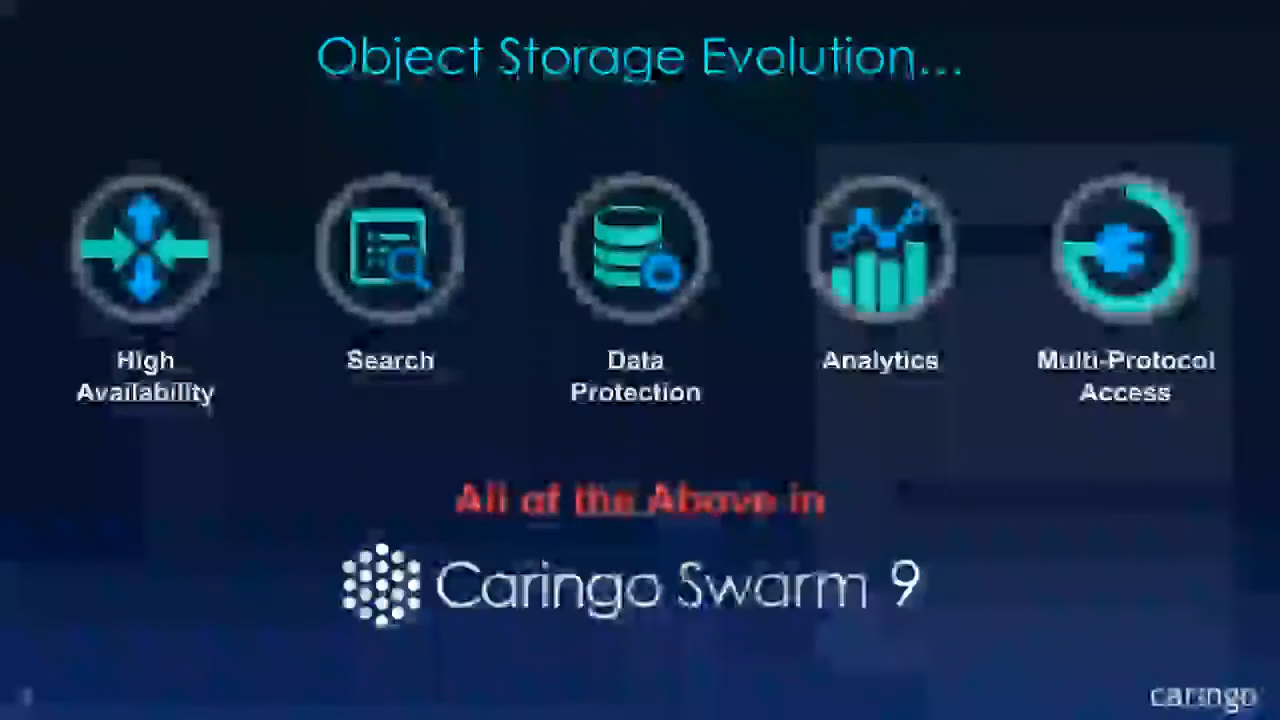 Object Storage Evolution...
High
Availability
Search
Data
Protection
Analytics
Multi-Protocol
Access
All of the Above in
Caringo Swarm 9
caringo